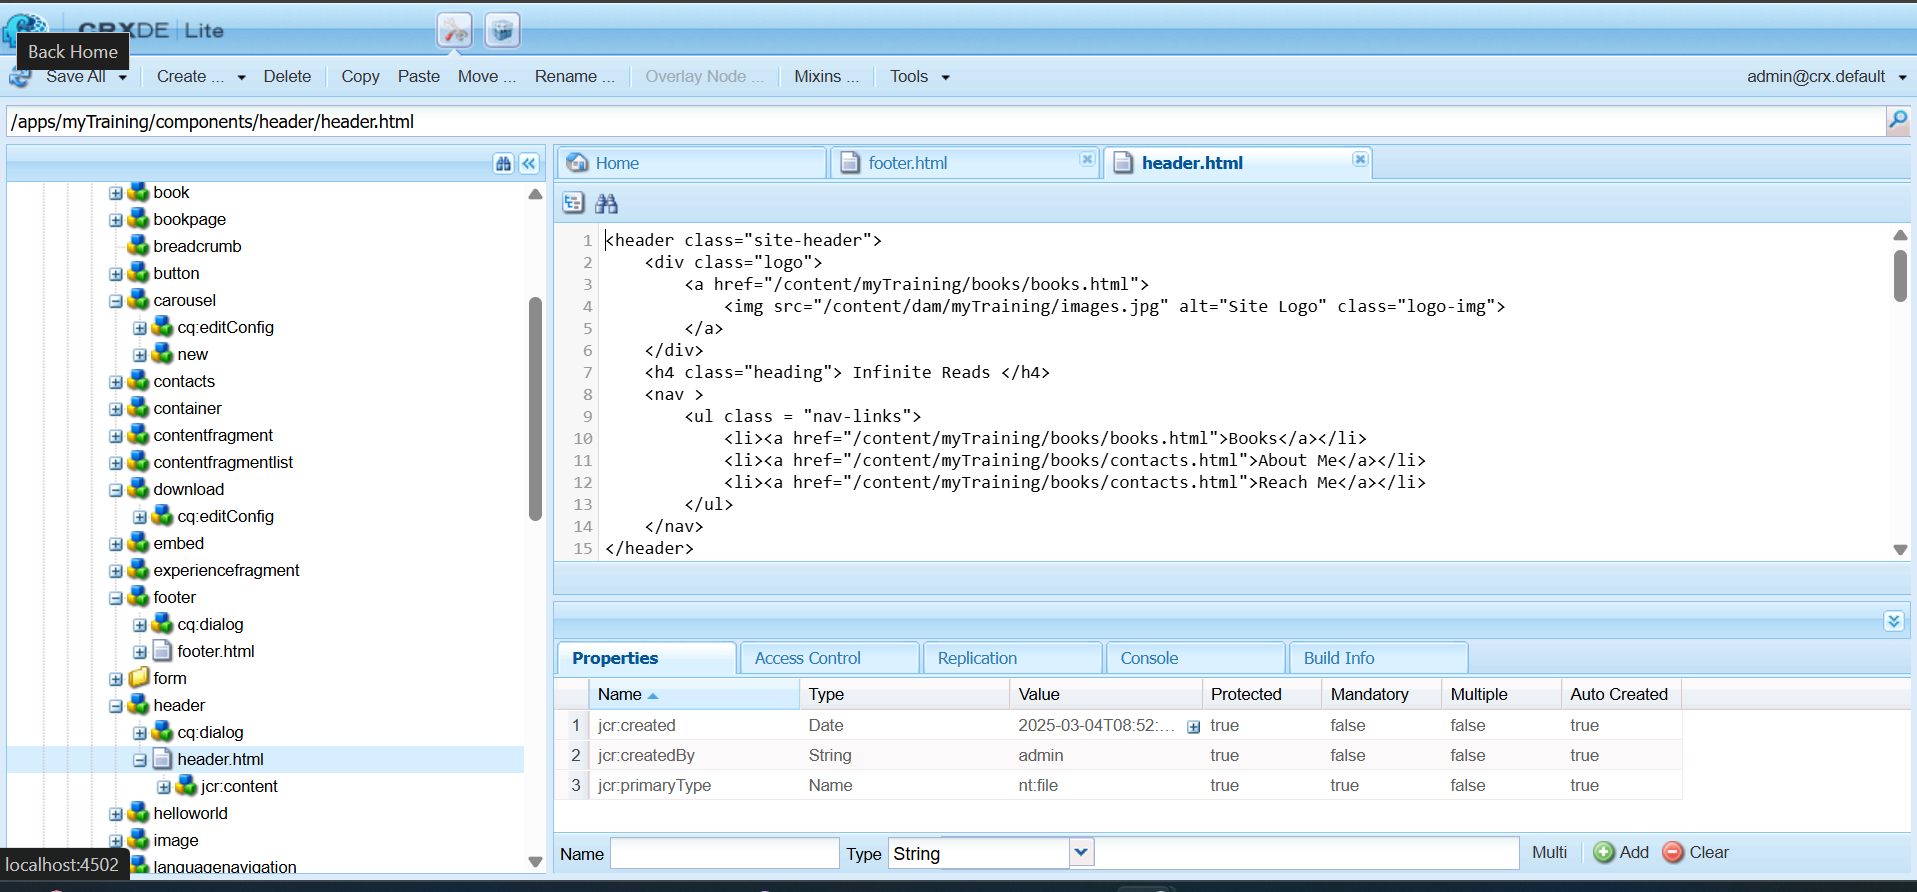 CRXDE | Lite
Back Home
Save All Create ... Delete Copy Paste Move ... Rename ... Overlay Node ... Mixins ... Tools admin@crx.default
/apps/myTraining/components/header/header.html
Home footer.html header.html
book
bookpage
breadcrumb
button
carousel
cq:editConfig
new
contacts
container
contentfragment
contentfragmentlist
download
cq:editConfig
embed
experiencefragment
footer
cq:dialog
footer.html
form
header
cq:dialog
header.html
jcr:content
helloworld
image
languagenavigation
localhost:4502
1 <header class="site-header">
2 <div class="logo">
3 <a href="/content/myTraining/books/books.html">
4 <img src="/content/dam/myTraining/images.jpg" alt="Site Logo" class="logo-img">
5 </a>
6 </div>
7 <h4 class="heading"> Infinite Reads </h4>
8 <nav >
9 <ul class = "nav-links">
10 <li><a href="/content/myTraining/books/books.html">Books</a></li>
11 <li><a href="/content/myTraining/books/contacts.html">About Me</a></li>
12 <li><a href="/content/myTraining/books/contacts.html">Reach Me</a></li>
13 </ul>
14 </nav>
15 </header>
Properties Access Control Replication Console Build Info
Name Type Value Protected Mandatory Multiple Auto Created
1 jcr:created Date 2025-03-04T08:52:... true false false true
2 jcr:createdBy String admin true false false true
3 jcr:primaryType Name nt:file true true false true
Name Type String Multi Add Clear